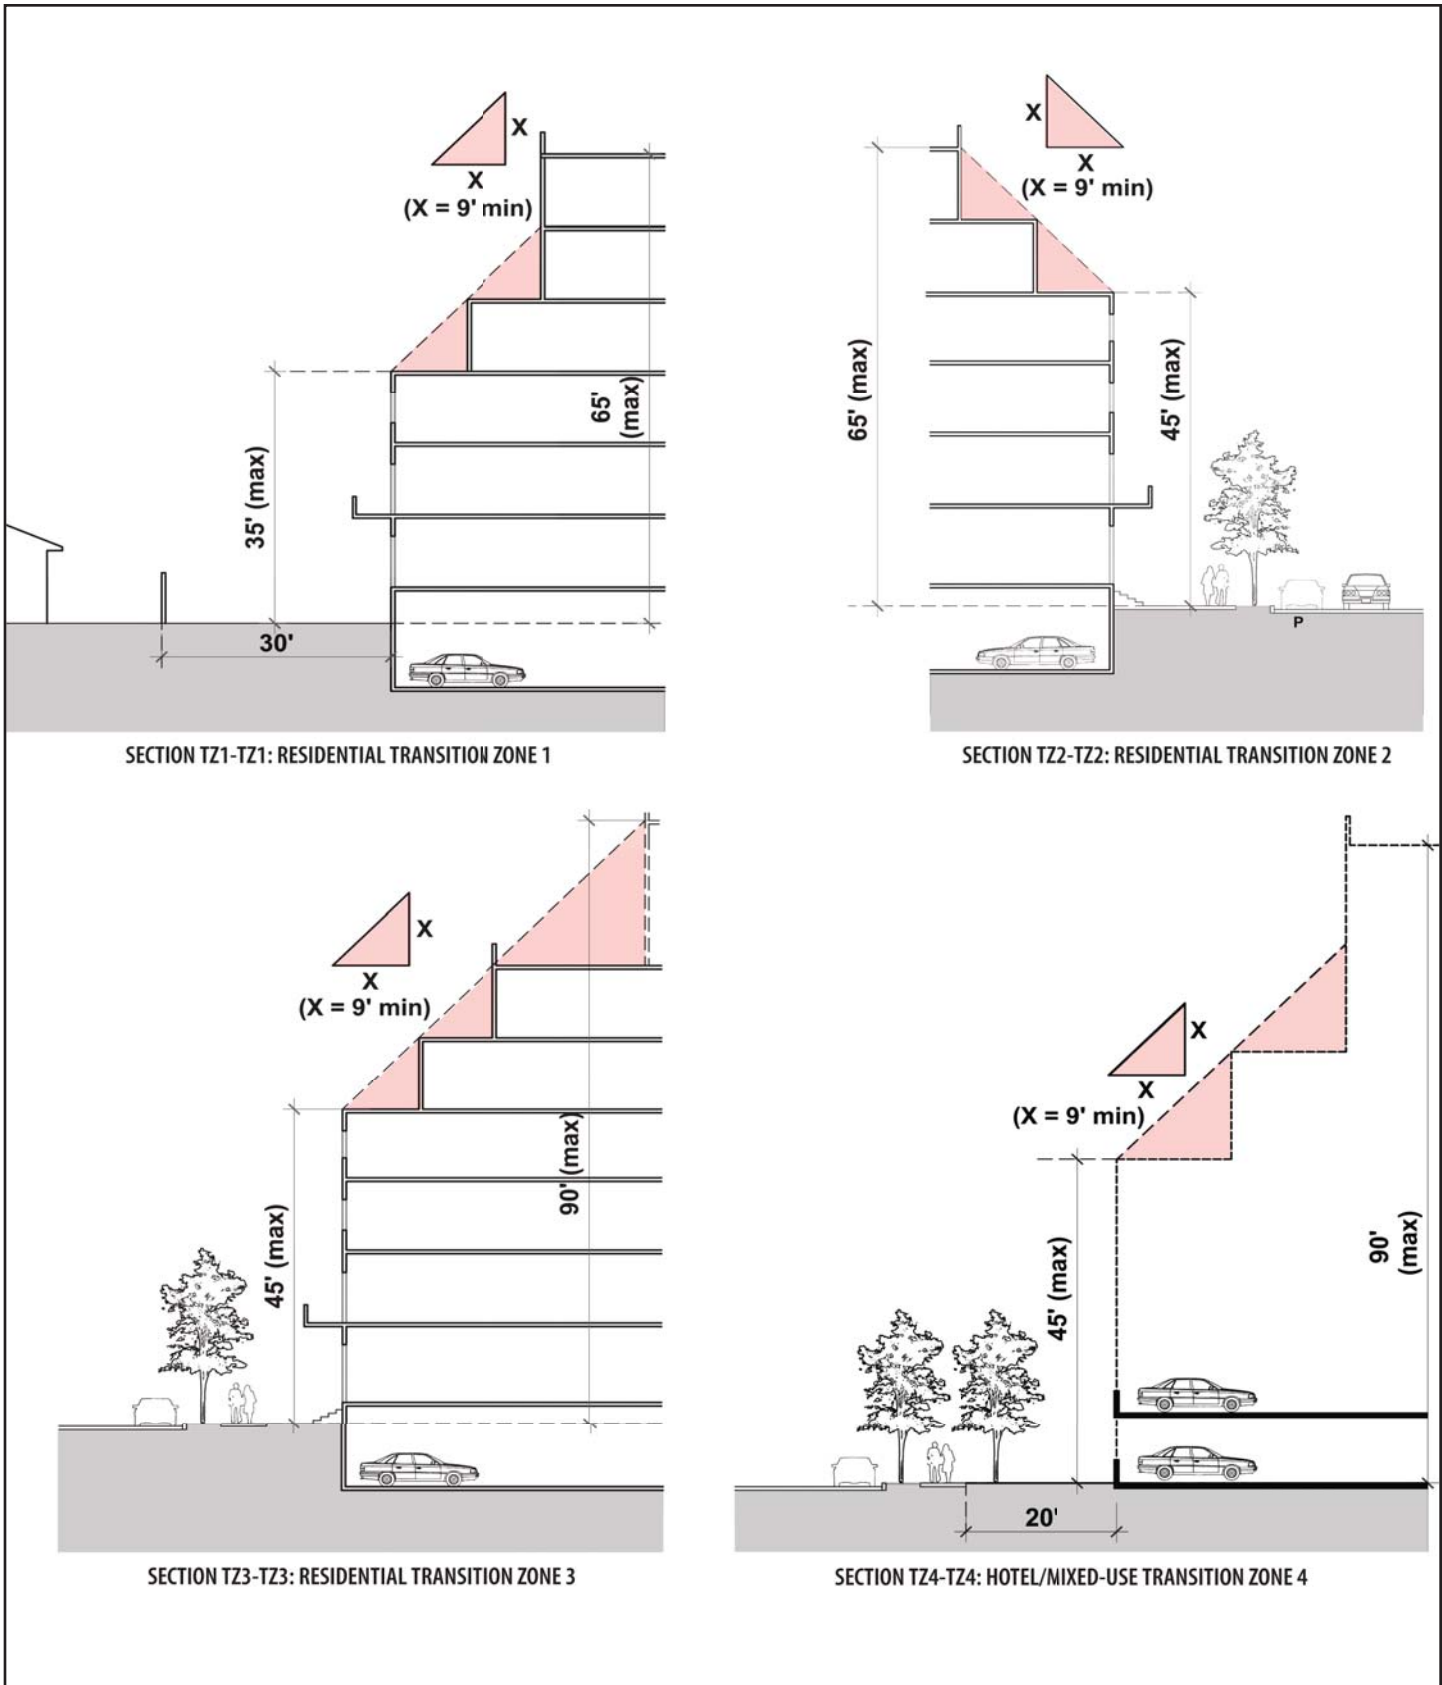 X
X
(X = 9' min)
65'
(max)
35' (max)
30'
SECTION TZ1-TZ1: RESIDENTIAL TRANSITION ZONE 1
X
X
(X = 9' min)
65' (max)
45' (max)
P
SECTION TZ2-TZ2: RESIDENTIAL TRANSITION ZONE 2
X
X
(X = 9' min)
90' (max)
45' (max)
SECTION TZ3-TZ3: RESIDENTIAL TRANSITION ZONE 3
X
X
(X = 9' min)
45' (max)
90'
(max)
20'
SECTION TZ4-TZ4: HOTEL/MIXED-USE TRANSITION ZONE 4